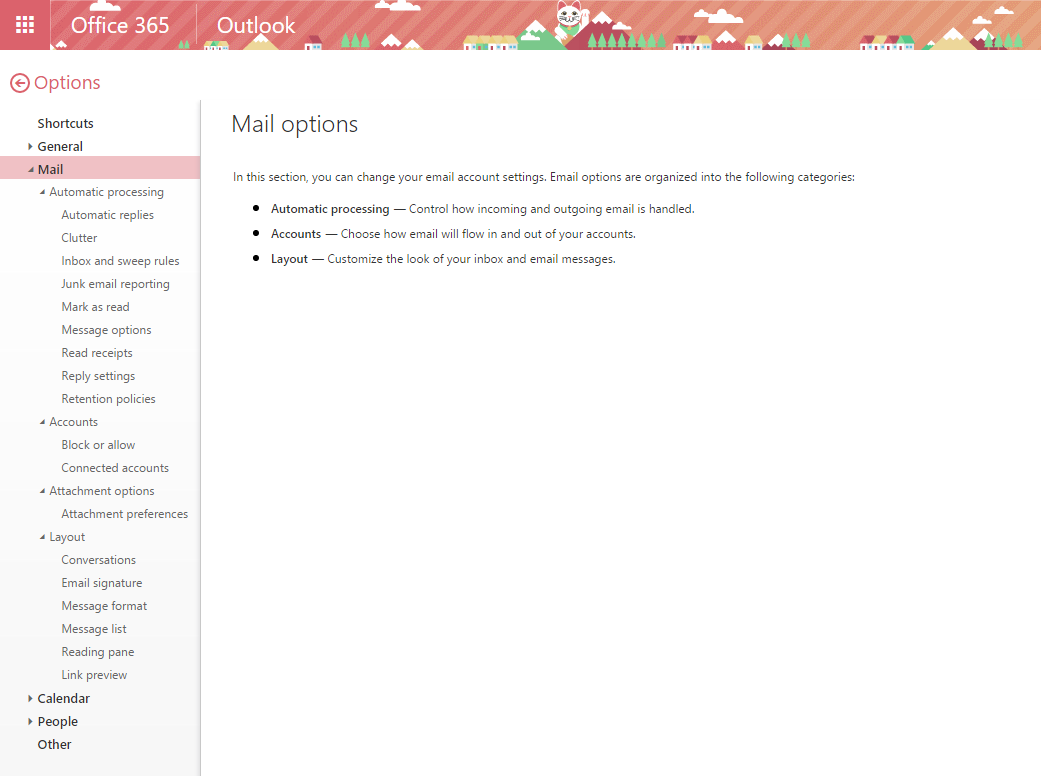 Office 365
Outlook
Options
Shortcuts
General
Mail
Automatic processing
Automatic replies
Clutter
Inbox and sweep rules
Junk email reporting
Mark as read
Message options
Read receipts
Reply settings
Retention policies
Accounts
Block or allow
Connected accounts
Attachment options
Attachment preferences
Layout
Conversations
Email signature
Message format
Message list
Reading pane
Link preview
Calendar
People
Other
Mail options
In this section, you can change your email account settings. Email options are organized into the following categories:
Automatic processing — Control how incoming and outgoing email is handled.
Accounts — Choose how email will flow in and out of your accounts.
Layout — Customize the look of your inbox and email messages.